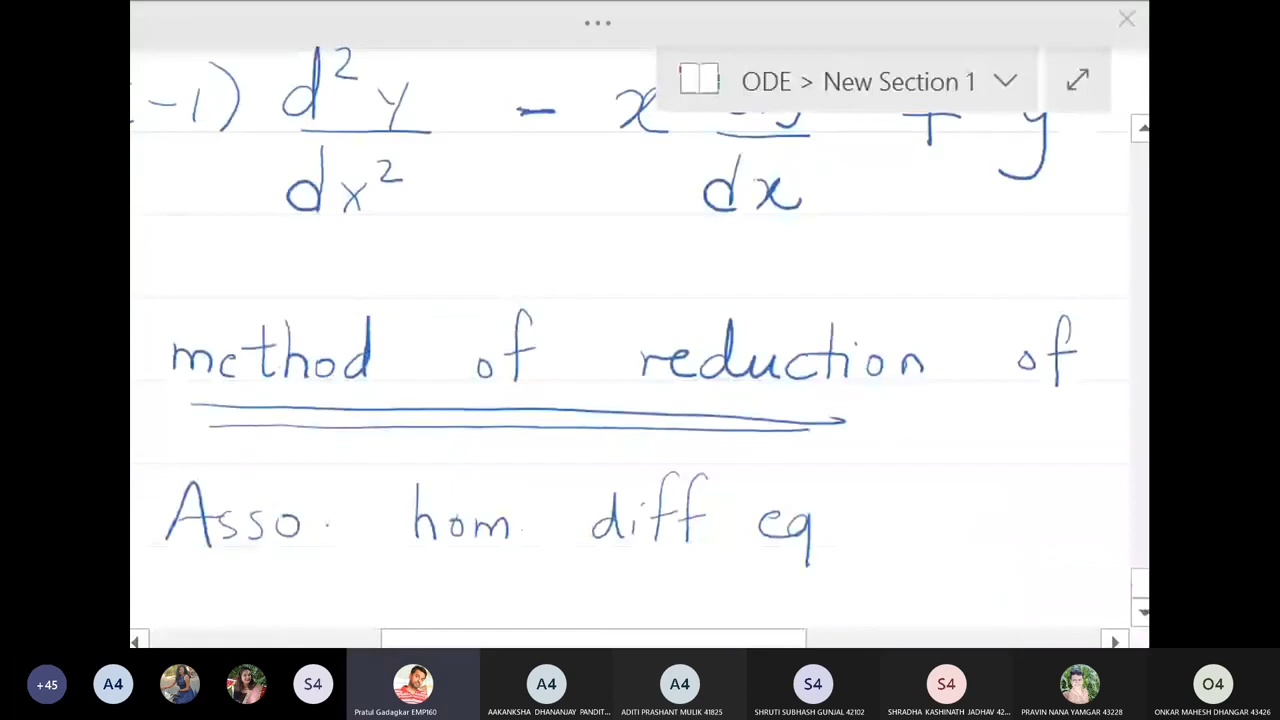 ...
ODE > New Section 1
-1) d²y - x dy + y
dx² dx
method of reduction of
Asso. hom. diff eq
+45 A4 S4 A4 A4 S4 S4 O4
Pratul Gadagkar EMP160 AAKANKSHA DHANANJAY PANDIT... ADITI PRASHANT MULIK 41825 SHRUTI SUBHASH GUNJAL 42102 SHRADHA KASHINATH JADHAV 42... PRAVIN NANA YAMGAR 43228 ONKAR MAHESH DHANGAR 43426